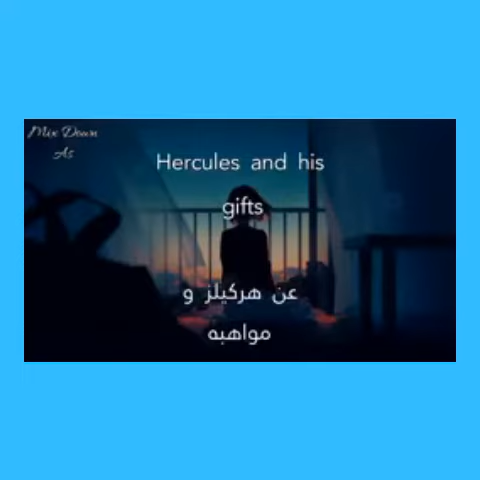 Mix Down
As
Hercules and his
gifts
عن هركيلز و
مواهبه